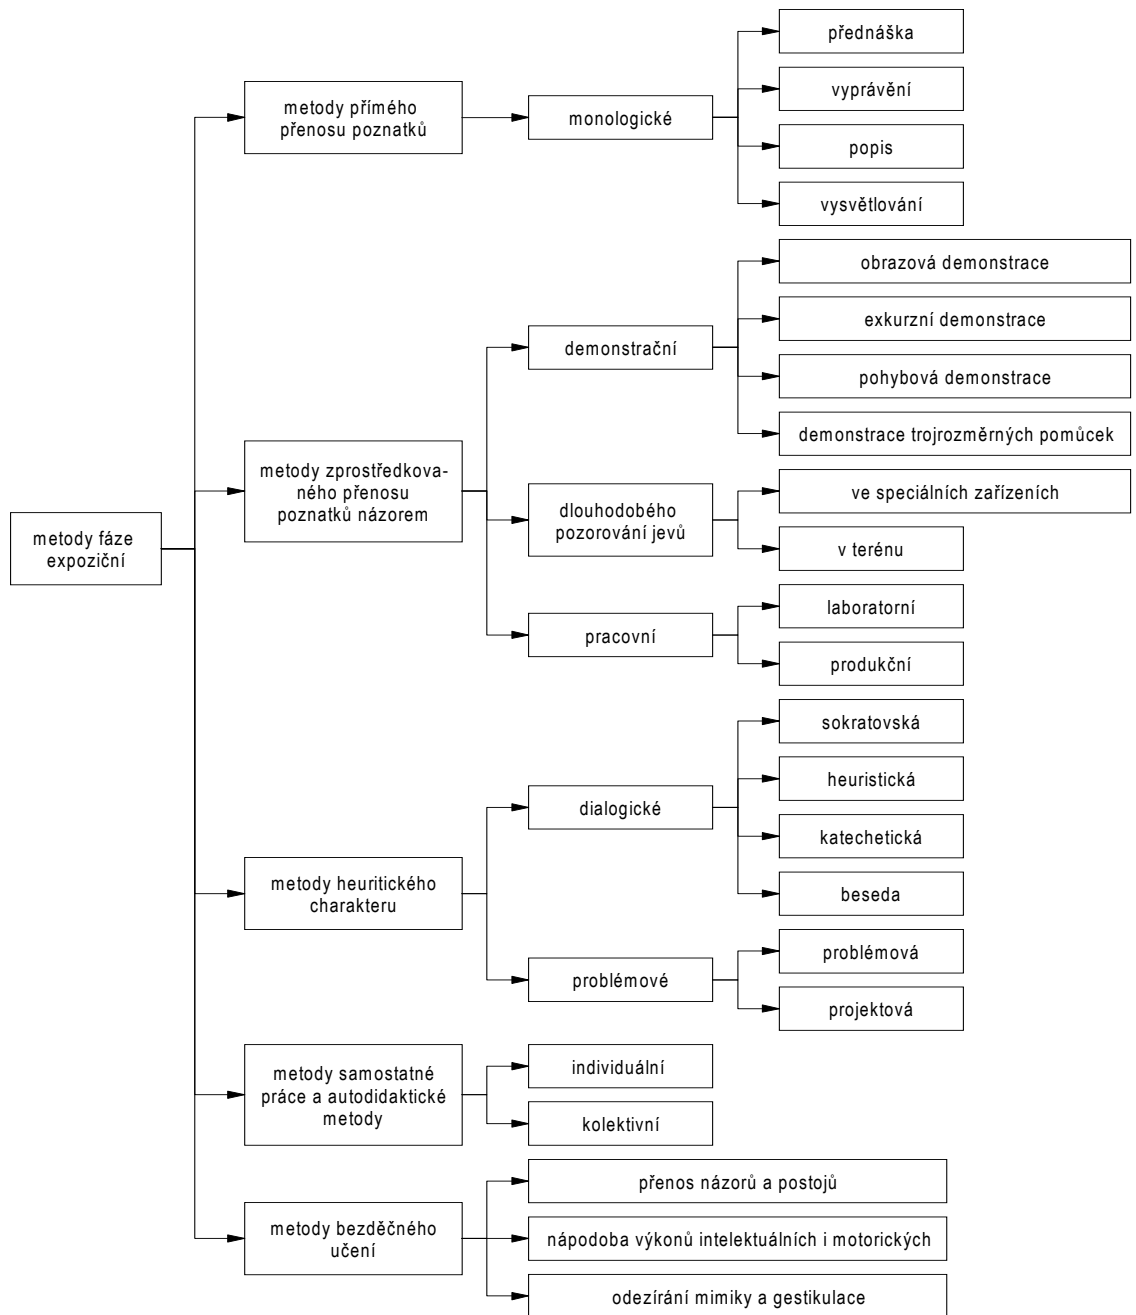 metody fáze
expoziční
metody přímého
přenosu poznatků
monologické
přednáška
vyprávění
popis
vysvětlování
metody zprostředkova-
ného přenosu
poznatků názorem
demonstrační
obrazová demonstrace
exkurzní demonstrace
pohybová demonstrace
demonstrace trojrozměrných pomůcek
dlouhodobého
pozorování jevů
ve speciálních zařízeních
v terénu
pracovní
laboratorní
produkční
metody heuritického
charakteru
dialogické
sokratovská
heuristická
katechetická
beseda
problémové
problémová
projektová
metody samostatné
práce a autodidaktické
metody
individuální
kolektivní
metody bezděčného
učení
přenos názorů a postojů
nápodoba výkonů intelektuálních i motorických
odezírání mimiky a gestikulace